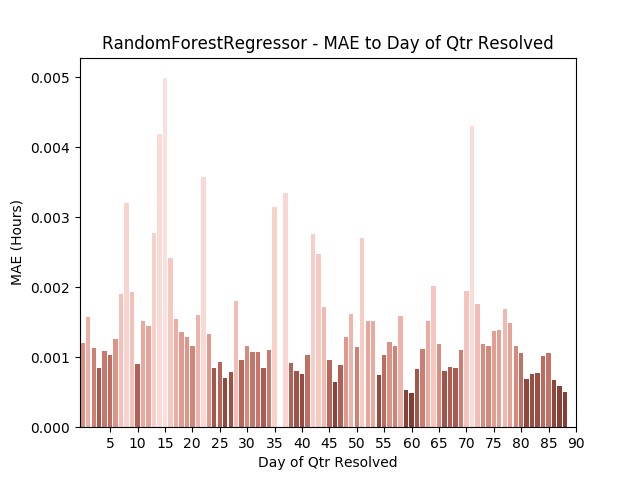 RandomForestRegressor - MAE to Day of Qtr Resolved
0.005
0.004
0.003
0.002
0.001
0.000
MAE (Hours)
5 10 15 20 25 30 35 40 45 50 55 60 65 70 75 80 85 90
Day of Qtr Resolved